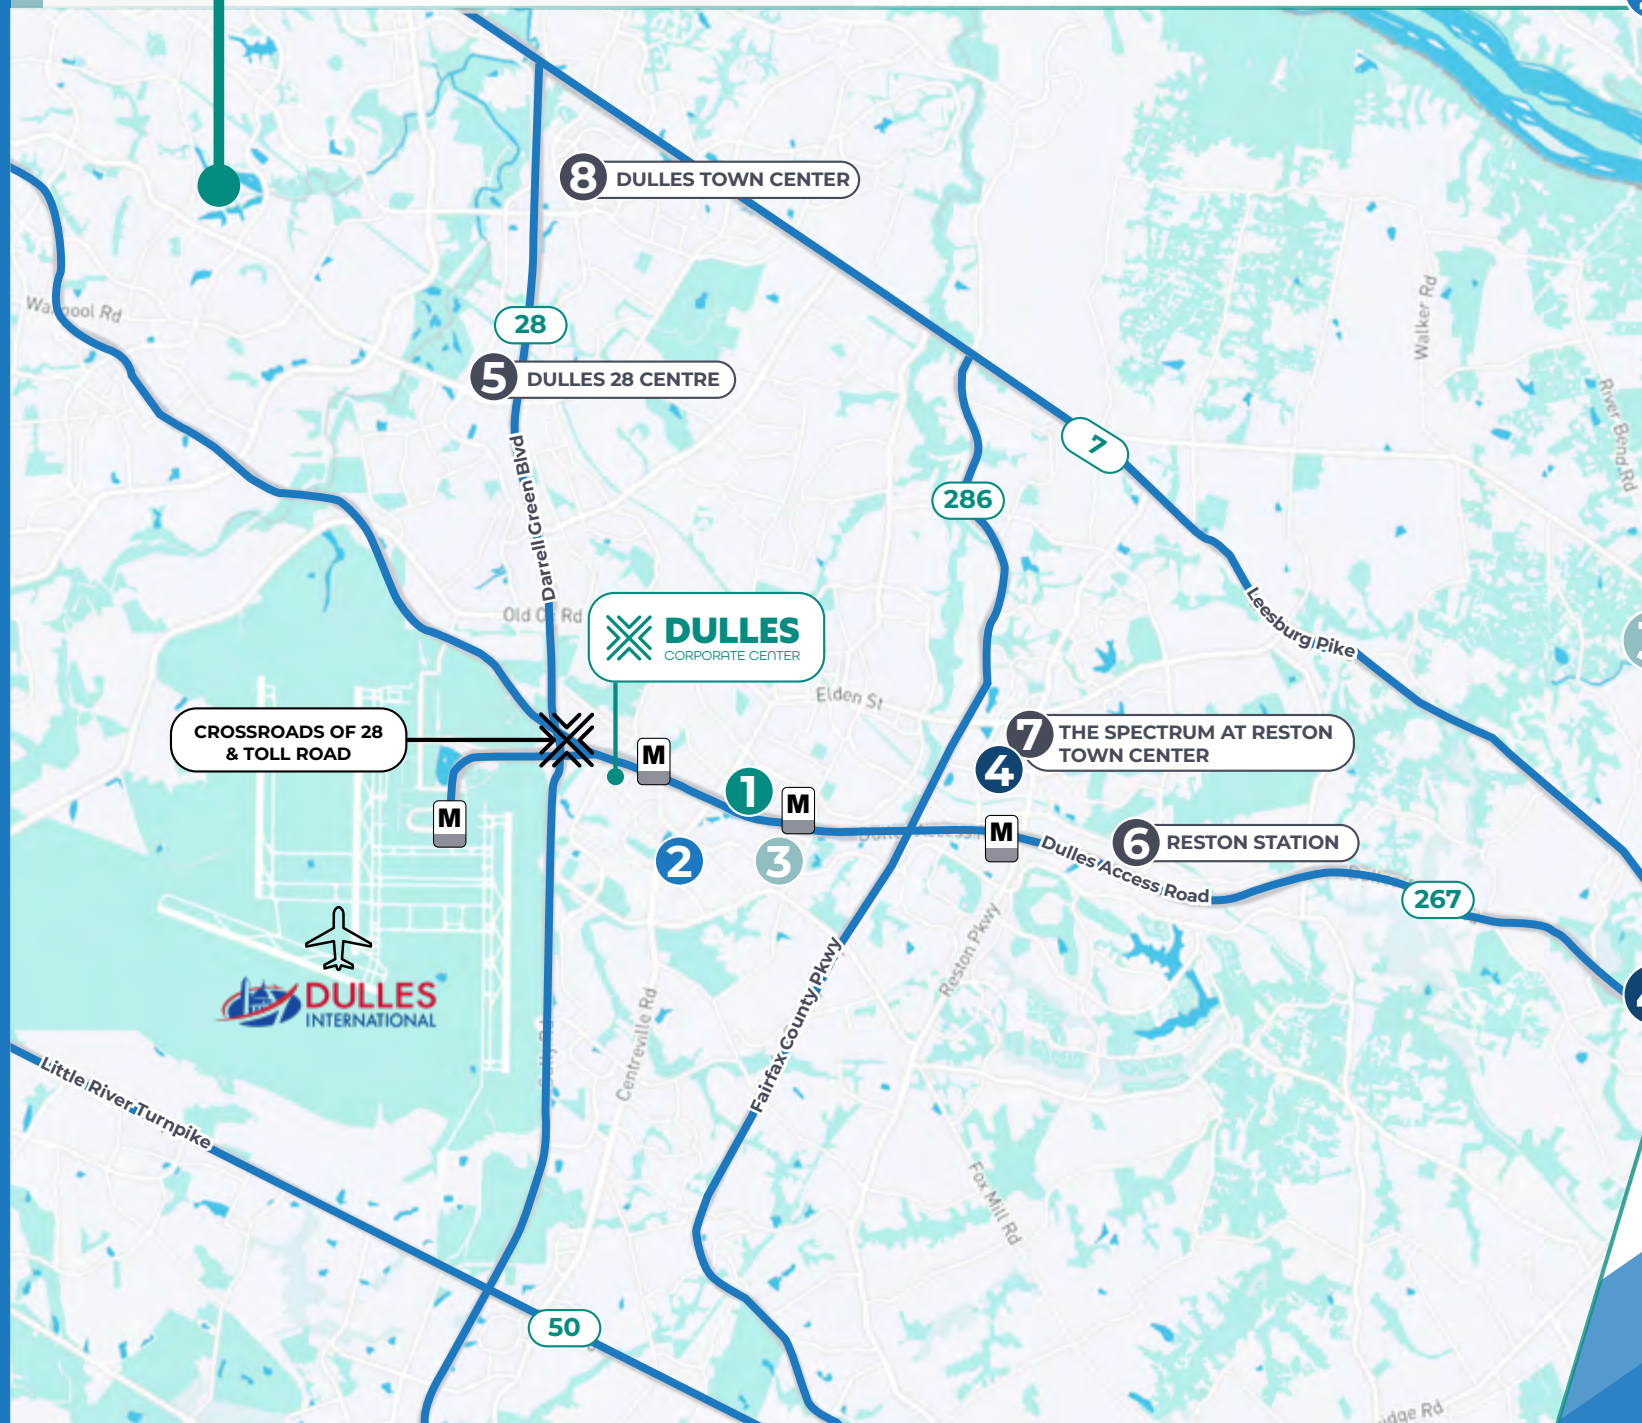 8 DULLES TOWN CENTER
28
5 DULLES 28 CENTRE
Walker Rd
River Bend Rd
7
286
Darrell Green Blvd
Leesburg Pike
DULLES
CORPORATE CENTER
Elden St
CROSSROADS OF 28
& TOLL ROAD
7 THE SPECTRUM AT RESTON
TOWN CENTER
4
M
1
M
M
M
2
3
6 RESTON STATION
Dulles Access Road
267
Reston Pkwy
DULLES
INTERNATIONAL
Centreville Rd
Fairfax County Pkwy
Little River Turnpike
Fox Mill Rd
50